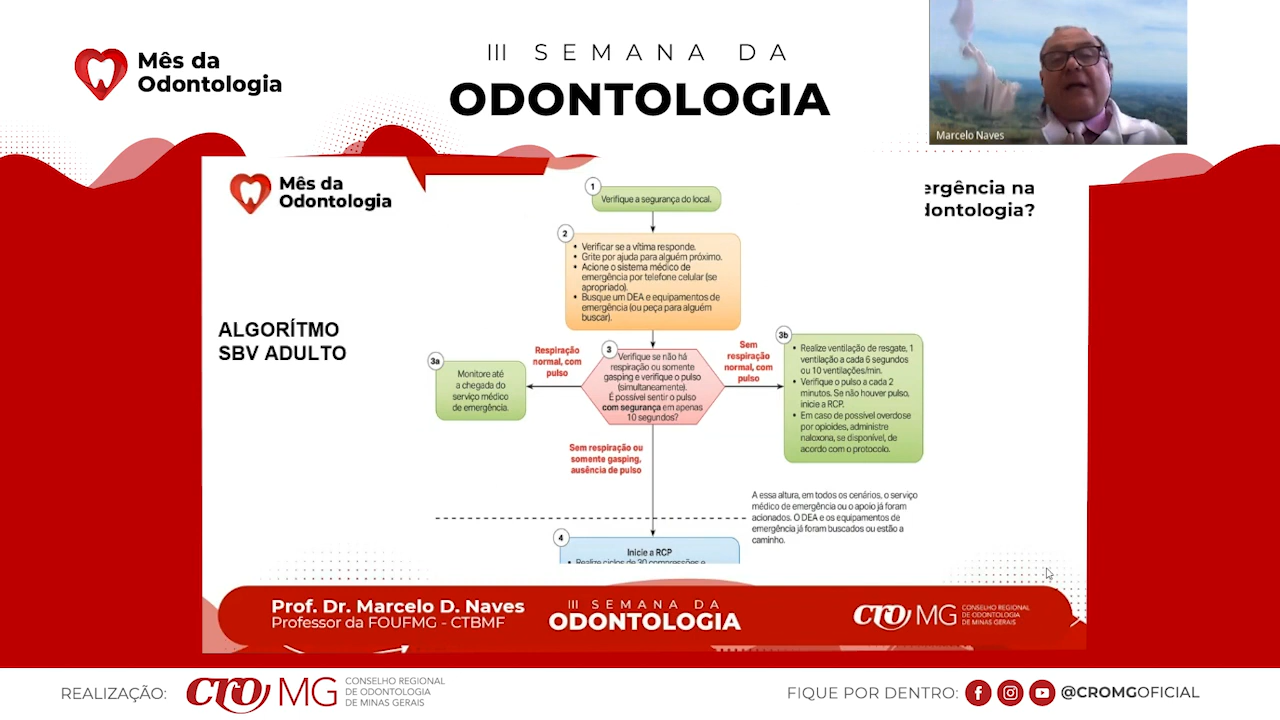 Mês da
Odontologia
III SEMANA DA
ODONTOLOGIA
Marcelo Naves
Mês da
Odontologia
ergência na
dontologia?
ALGORÍTMO
SBV ADULTO
1
Verifique a segurança do local.
2
• Verificar se a vítima responde.
• Grite por ajuda para alguém próximo.
• Acione o sistema médico de
emergência por telefone celular (se
apropriado).
• Busque um DEA e equipamentos de
emergência (ou peça para alguém
buscar).
3a
Monitore até
a chegada do
serviço médico
de emergência.
Respiração
normal, com
pulso
3
Verifique se não há
respiração ou somente
gasping e verifique o pulso
(simultaneamente).
É possível sentir o pulso
com segurança em apenas
10 segundos?
Sem
respiração
normal, com
pulso
3b
• Realize ventilação de resgate, 1
ventilação a cada 6 segundos
ou 10 ventilações/min.
• Verifique o pulso a cada 2
minutos. Se não houver pulso,
inicie a RCP.
• Em caso de possível overdose
por opioides, administre
naloxona, se disponível, de
acordo com o protocolo.
Sem respiração ou
somente gasping,
ausência de pulso
A essa altura, em todos os cenários, o serviço
médico de emergência ou o apoio já foram
acionados. O DEA e os equipamentos de
emergência já foram buscados ou estão a
caminho.
4
Inicie a RCP
• Realize ciclos de 30 compressões e
Prof. Dr. Marcelo D. Naves
Professor da FOUFMG - CTBMF
III SEMANA DA
ODONTOLOGIA
CRO MG
CONSELHO REGIONAL
DE ODONTOLOGIA
DE MINAS GERAIS
REALIZAÇÃO:
CRO MG
CONSELHO REGIONAL
DE ODONTOLOGIA
DE MINAS GERAIS
FIQUE POR DENTRO:
@CROMGOFICIAL